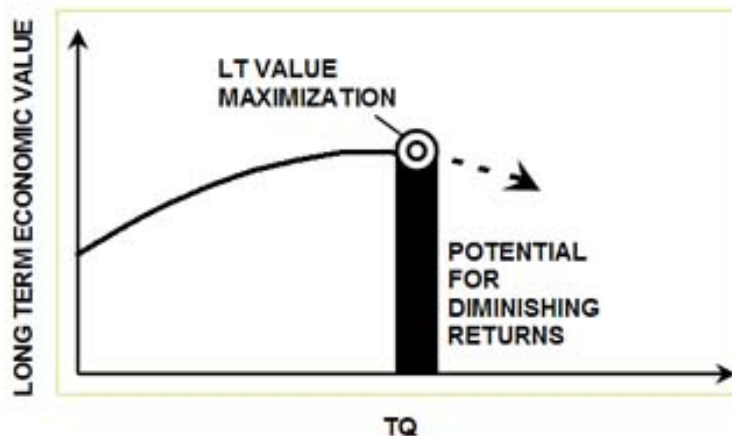 LONG TERM ECONOMIC VALUE
LT VALUE
MAXIMIZATION
POTENTIAL
FOR
DIMINISHING
RETURNS
TQ